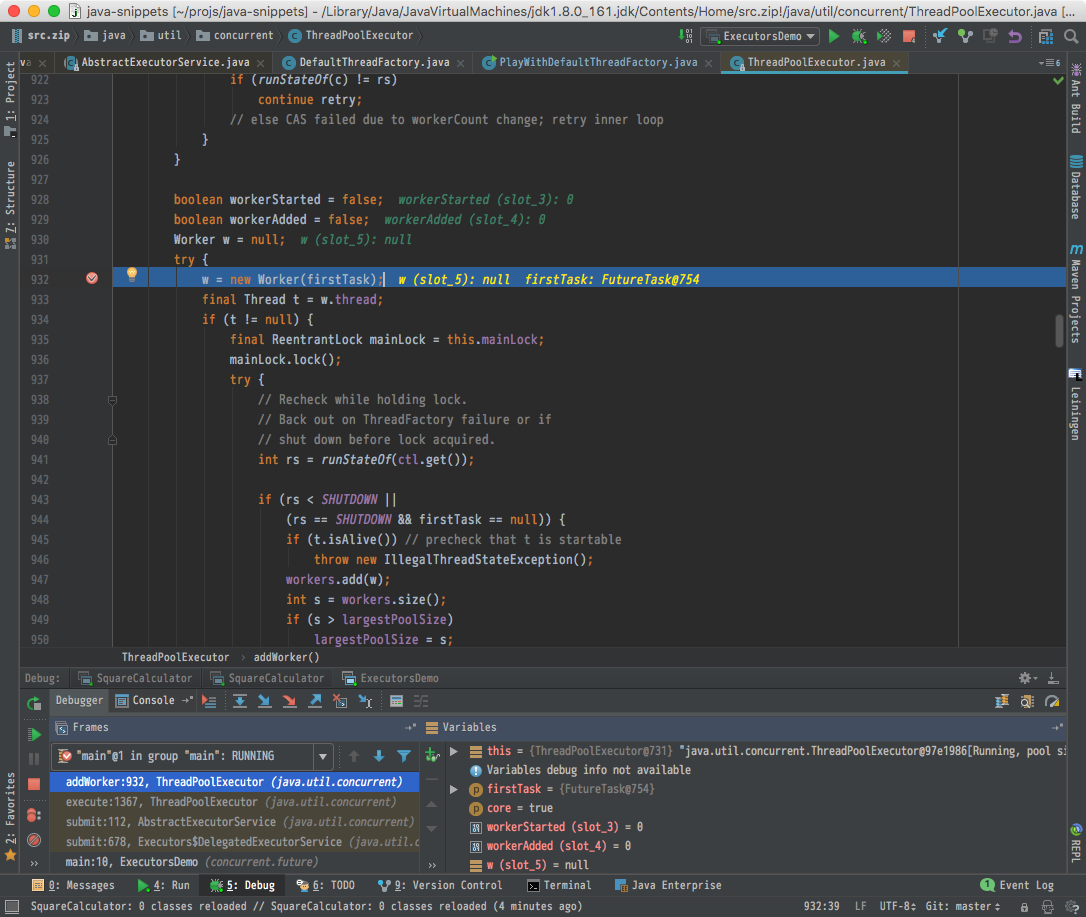 java-snippets [~/projs/java-snippets] - /Library/Java/JavaVirtualMachines/jdk1.8.0_161.jdk/Contents/Home/src.zip!/java/util/concurrent/ThreadPoolExecutor.java [...
src.zip java util concurrent ThreadPoolExecutor ExecutorsDemo
va AbstractExecutorService.java DefaultThreadFactory.java PlayWithDefaultThreadFactory.java ThreadPoolExecutor.java 6
1: Project
7: Structure
2: Favorites
Ant Build
Database
Maven Projects
Leiningen
REPL
922 if (runStateOf(c) != rs)
923 continue retry;
924 // else CAS failed due to workerCount change; retry inner loop
925 }
926 }
927
928 boolean workerStarted = false; workerStarted (slot_3): 0
929 boolean workerAdded = false; workerAdded (slot_4): 0
930 Worker w = null; w (slot_5): null
931 try {
932 w = new Worker(firstTask); w (slot_5): null firstTask: FutureTask@754
933 final Thread t = w.thread;
934 if (t != null) {
935 final ReentrantLock mainLock = this.mainLock;
936 mainLock.lock();
937 try {
938 // Recheck while holding lock.
939 // Back out on ThreadFactory failure or if
940 // shut down before lock acquired.
941 int rs = runStateOf(ctl.get());
942
943 if (rs < SHUTDOWN ||
944 (rs == SHUTDOWN && firstTask == null)) {
945 if (t.isAlive()) // precheck that t is startable
946 throw new IllegalThreadStateException();
947 workers.add(w);
948 int s = workers.size();
949 if (s > largestPoolSize)
950 largestPoolSize = s;
ThreadPoolExecutor › addWorker()
Debug: SquareCalculator SquareCalculator ExecutorsDemo
Debugger Console
Frames
"main"@1 in group "main": RUNNING
addWorker:932, ThreadPoolExecutor (java.util.concurrent)
execute:1367, ThreadPoolExecutor (java.util.concurrent)
submit:112, AbstractExecutorService (java.util.concurrent)
submit:678, Executors$DelegatedExecutorService (java.util.c
main:10, ExecutorsDemo (concurrent.future)
Variables
this = {ThreadPoolExecutor@731} "java.util.concurrent.ThreadPoolExecutor@97e1986[Running, pool si
Variables debug info not available
firstTask = {FutureTask@754}
core = true
workerStarted (slot_3) = 0
workerAdded (slot_4) = 0
w (slot_5) = null
0: Messages 4: Run 5: Debug 6: TODO 9: Version Control Terminal Java Enterprise 1 Event Log
SquareCalculator: 0 classes reloaded // SquareCalculator: 0 classes reloaded (4 minutes ago) 932:39 LF UTF-8 Git: master